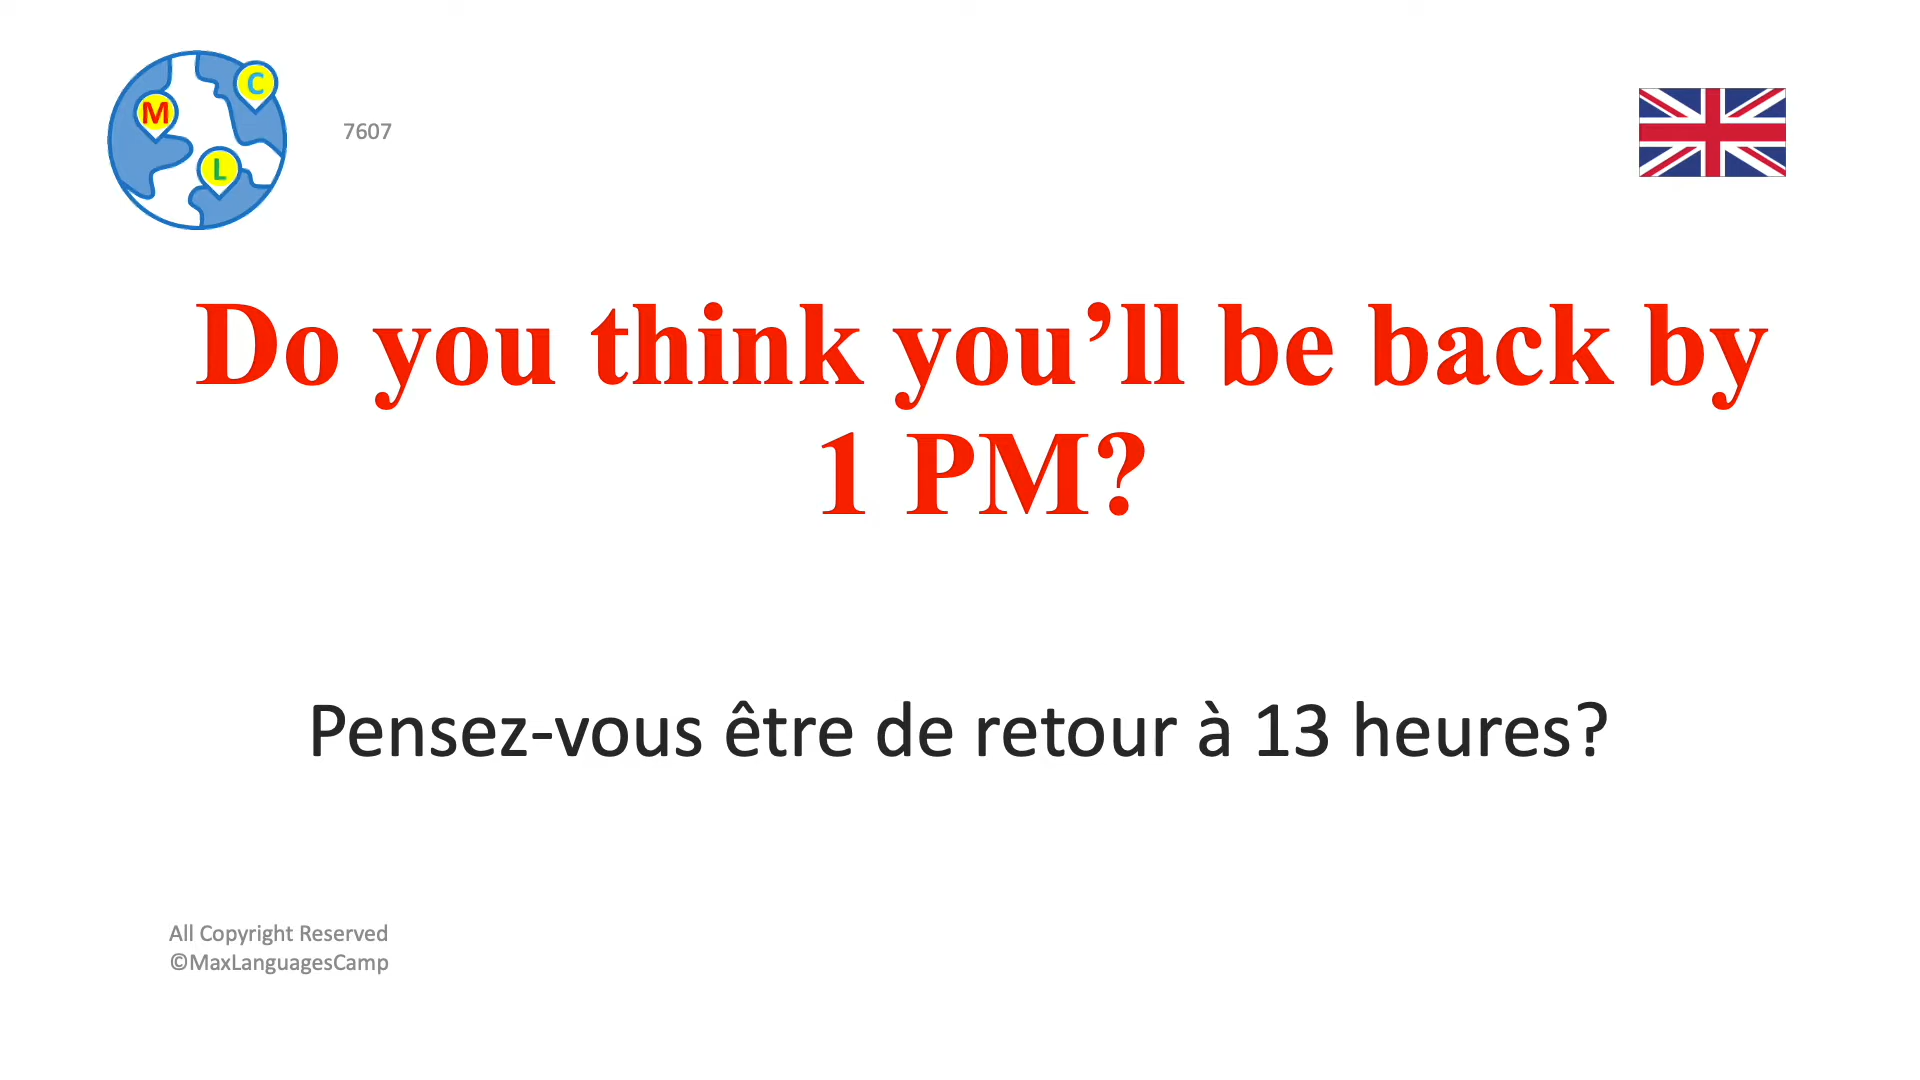 C
M
7607
L
Do you think you’ll be back by
1 PM?
Pensez-vous être de retour à 13 heures?
All Copyright Reserved
©MaxLanguagesCamp